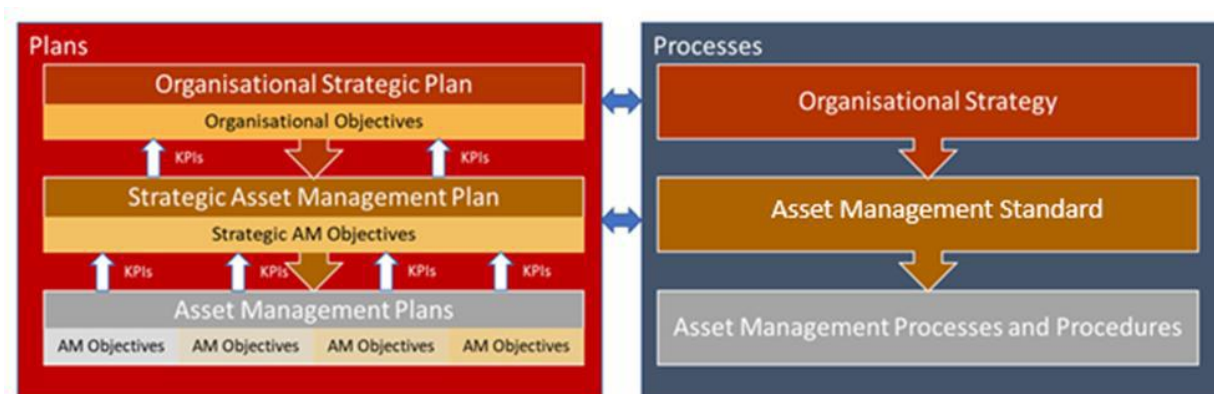 Plans
Organisational Strategic Plan
Organisational Objectives
KPIs
KPIs
Strategic Asset Management Plan
Strategic AM Objectives
KPIs
KPIs
KPIs
KPIs
Asset Management Plans
AM Objectives
AM Objectives
AM Objectives
AM Objectives
Processes
Organisational Strategy
Asset Management Standard
Asset Management Processes and Procedures